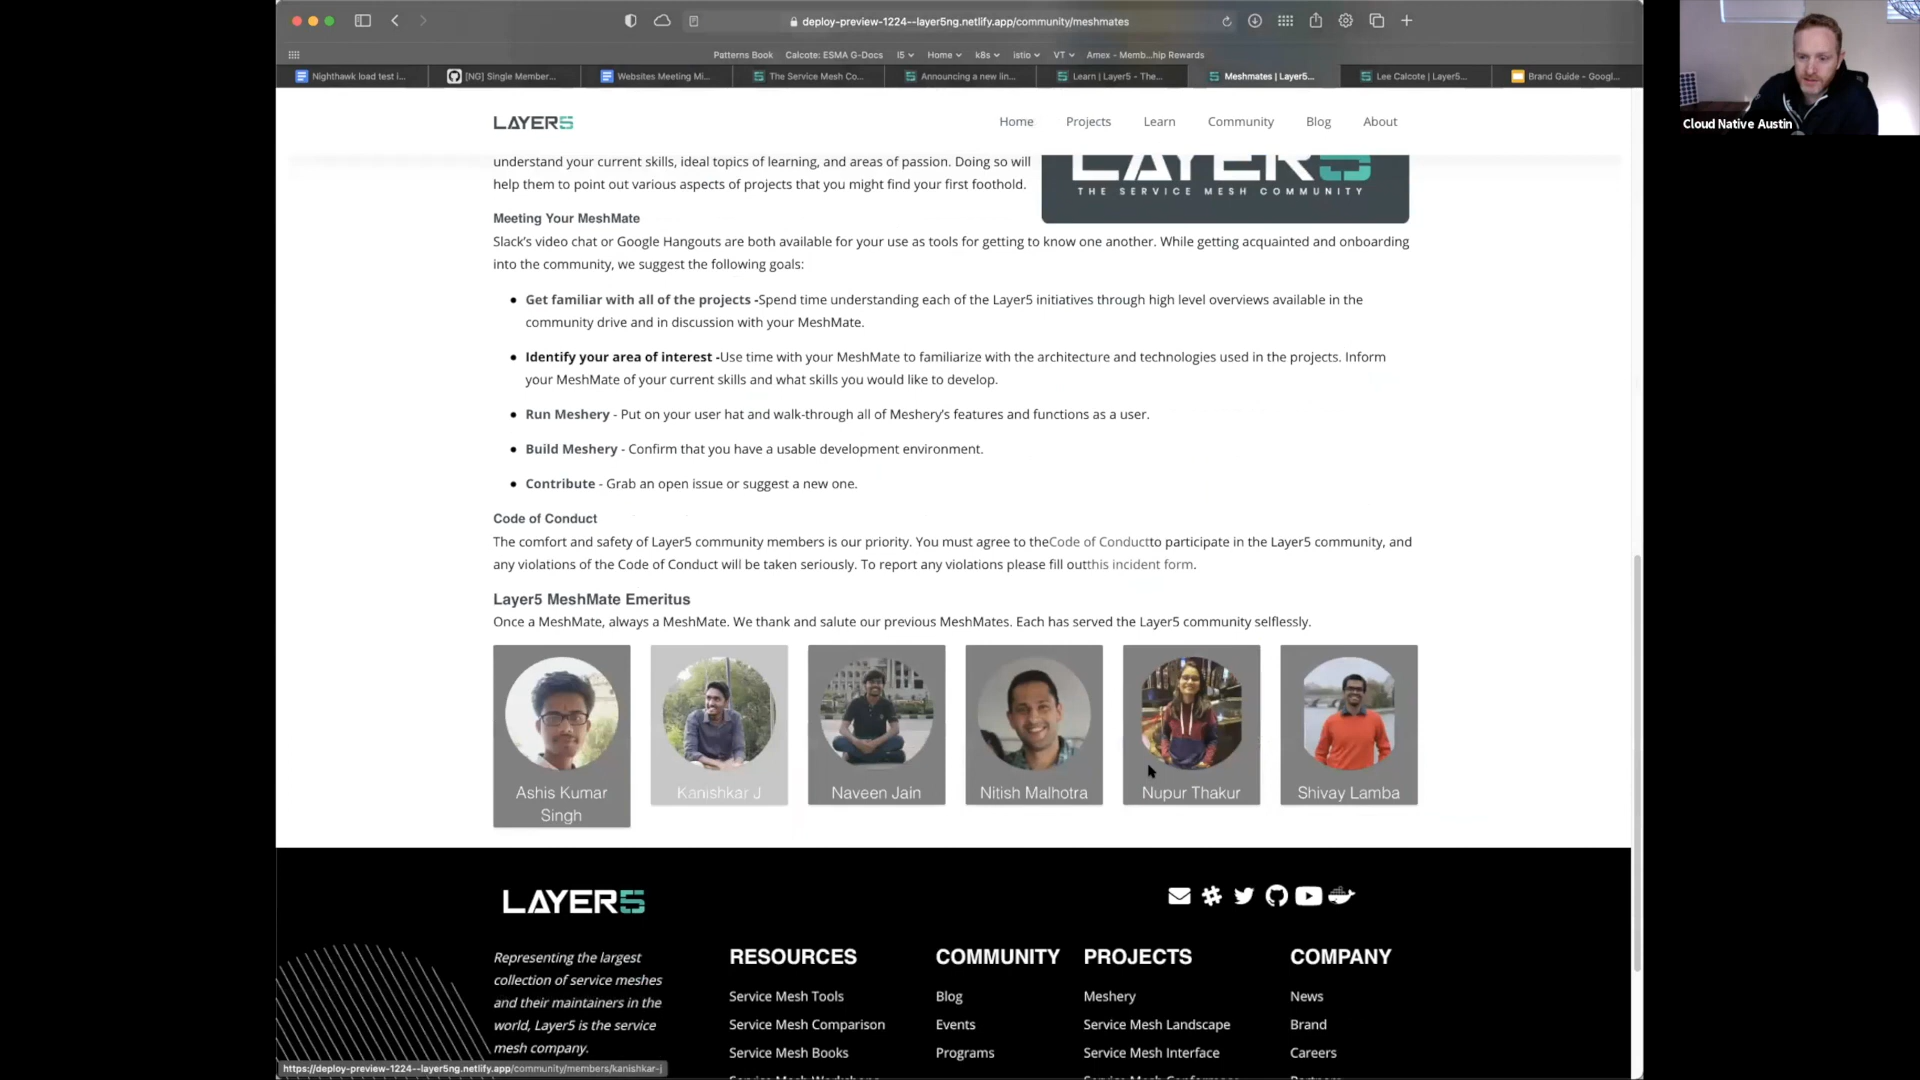 deploy-preview-1224--layer5ng.netlify.app/community/meshmates
Patterns Book Calcote: ESMA G-Docs l5 Home k8s istio VT Amex - Memb...hip Rewards
Nighthawk load test i... [NG] Single Member... Websites Meeting Mi... The Service Mesh Co... Announcing a new lin... Learn | Layer5 - The... Meshmates | Layer5... Lee Calcote | Layer5... Brand Guide - Googl...
Cloud Native Austin
LAYER5 Home Projects Learn Community Blog About
LAYER5
THE SERVICE MESH COMMUNITY
understand your current skills, ideal topics of learning, and areas of passion. Doing so will
help them to point out various aspects of projects that you might find your first foothold.
Meeting Your MeshMate
Slack's video chat or Google Hangouts are both available for your use as tools for getting to know one another. While getting acquainted and onboarding
into the community, we suggest the following goals:
Get familiar with all of the projects -Spend time understanding each of the Layer5 initiatives through high level overviews available in the
community drive and in discussion with your MeshMate.
Identify your area of interest -Use time with your MeshMate to familiarize with the architecture and technologies used in the projects. Inform
your MeshMate of your current skills and what skills you would like to develop.
Run Meshery - Put on your user hat and walk-through all of Meshery's features and functions as a user.
Build Meshery - Confirm that you have a usable development environment.
Contribute - Grab an open issue or suggest a new one.
Code of Conduct
The comfort and safety of Layer5 community members is our priority. You must agree to theCode of Conductto participate in the Layer5 community, and
any violations of the Code of Conduct will be taken seriously. To report any violations please fill outthis incident form.
Layer5 MeshMate Emeritus
Once a MeshMate, always a MeshMate. We thank and salute our previous MeshMates. Each has served the Layer5 community selflessly.
Ashis Kumar
Singh
Kanishkar J
Naveen Jain
Nitish Malhotra
Nupur Thakur
Shivay Lamba
LAYER5
Representing the largest
collection of service meshes
and their maintainers in the
world, Layer5 is the service
mesh company.
RESOURCES
Service Mesh Tools
Service Mesh Comparison
Service Mesh Books
COMMUNITY
Blog
Events
Programs
PROJECTS
Meshery
Service Mesh Landscape
Service Mesh Interface
COMPANY
News
Brand
Careers
https://deploy-preview-1224--layer5ng.netlify.app/community/members/kanishkar-j